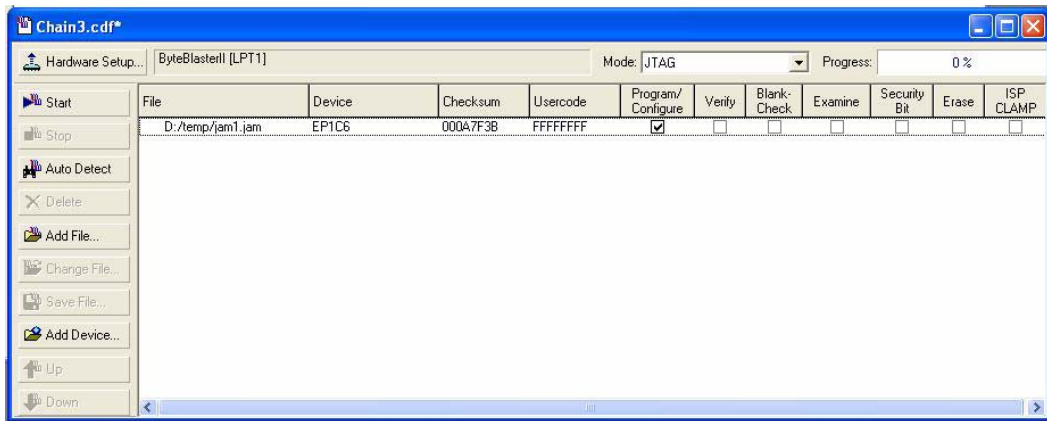 Chain3.cdf*
Hardware Setup... ByteBlasterII [LPT1] Mode: JTAG Progress: 0 %
Start
Stop
Auto Detect
Delete
Add File...
Change File...
Save File...
Add Device...
Up
Down
File Device Checksum Usercode Program/ Configure Verify Blank- Check Examine Security Bit Erase ISP CLAMP
D:/temp/jam1.jam EP1C6 000A7F3B FFFFFFFF